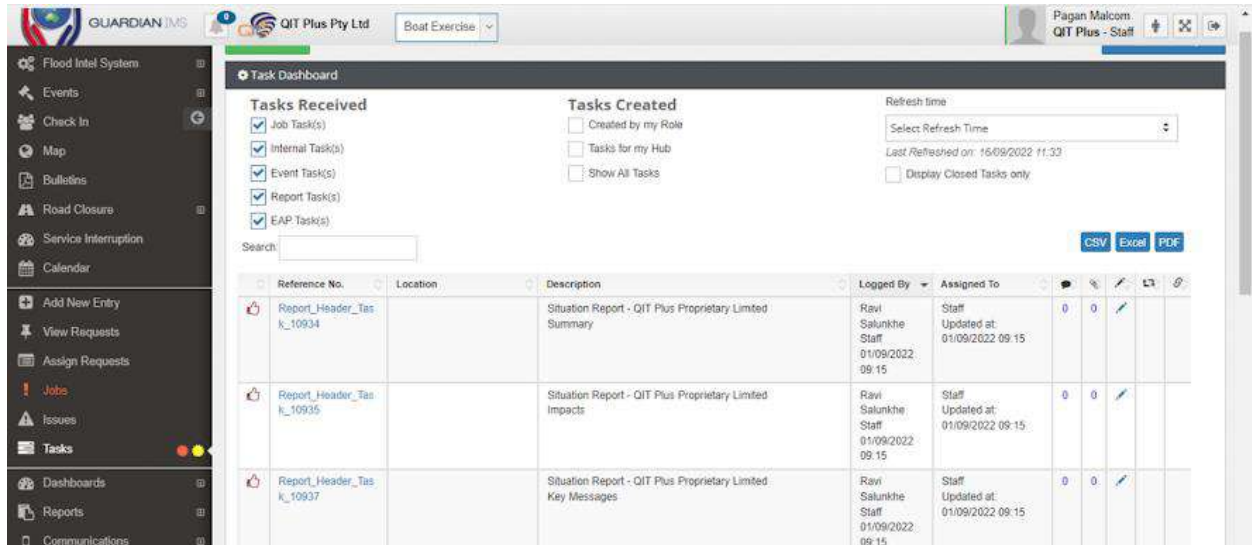 GUARDIAN IMS
0
QIT Plus Pty Ltd
Boat Exercise
Pagan Malcom
QIT Plus - Staff
Flood Intel System
Events
Check In
Map
Bulletins
Road Closure
Service Interruption
Calendar
Add New Entry
View Requests
Assign Requests
Jobs
Issues
Tasks
Dashboards
Reports
Communications
Task Dashboard
Tasks Received
Job Task(s)
Internal Task(s)
Event Task(s)
Report Task(s)
EAP Task(s)
Tasks Created
Created by my Role
Tasks for my Hub
Show All Tasks
Refresh time
Select Refresh Time
Last Refreshed on: 16/09/2022 11:33
Display Closed Tasks only
Search:
CSV Excel PDF
Reference No. Location Description Logged By Assigned To
Report_Header_Tas
k_10934
Situation Report - QIT Plus Proprietary Limited
Summary
Ravi
Salunkhe
Staff
01/09/2022
09:15
Staff
Updated at:
01/09/2022 09:15
0 0
Report_Header_Tas
k_10935
Situation Report - QIT Plus Proprietary Limited
Impacts
Ravi
Salunkhe
Staff
01/09/2022
09:15
Staff
Updated at:
01/09/2022 09:15
0 0
Report_Header_Tas
k_10937
Situation Report - QIT Plus Proprietary Limited
Key Messages
Ravi
Salunkhe
Staff
01/09/2022
09:15
Staff
Updated at:
01/09/2022 09:15
0 0